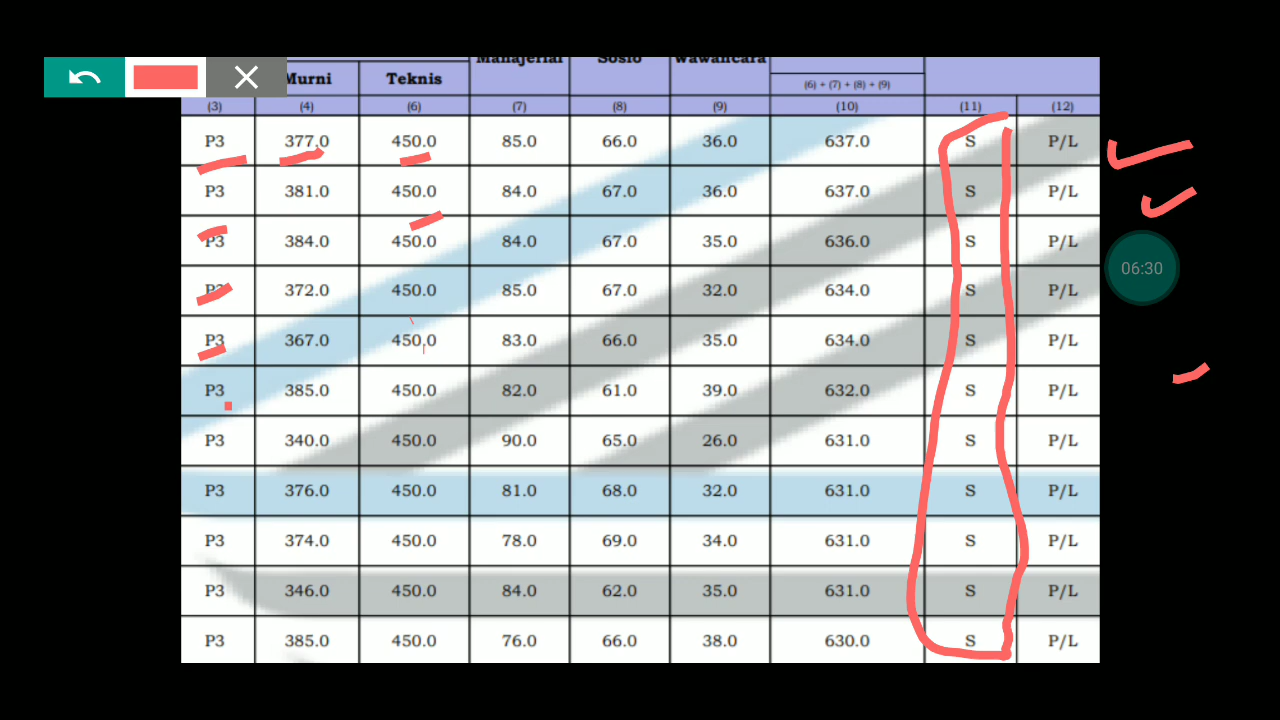 Manajerial Sosio Wawancara
Murni Teknis
(6) + (7) + (8) + (9)
(3) (4) (6) (7) (8) (9) (10) (11) (12)
P3 377.0 450.0 85.0 66.0 36.0 637.0 S P/L
P3 381.0 450.0 84.0 67.0 36.0 637.0 S P/L
P3 384.0 450.0 84.0 67.0 35.0 636.0 S P/L
06:30
P3 372.0 450.0 85.0 67.0 32.0 634.0 S P/L
P3 367.0 450.0 83.0 66.0 35.0 634.0 S P/L
P3 385.0 450.0 82.0 61.0 39.0 632.0 S P/L
P3 340.0 450.0 90.0 65.0 26.0 631.0 S P/L
P3 376.0 450.0 81.0 68.0 32.0 631.0 S P/L
P3 374.0 450.0 78.0 69.0 34.0 631.0 S P/L
P3 346.0 450.0 84.0 62.0 35.0 631.0 S P/L
P3 385.0 450.0 76.0 66.0 38.0 630.0 S P/L